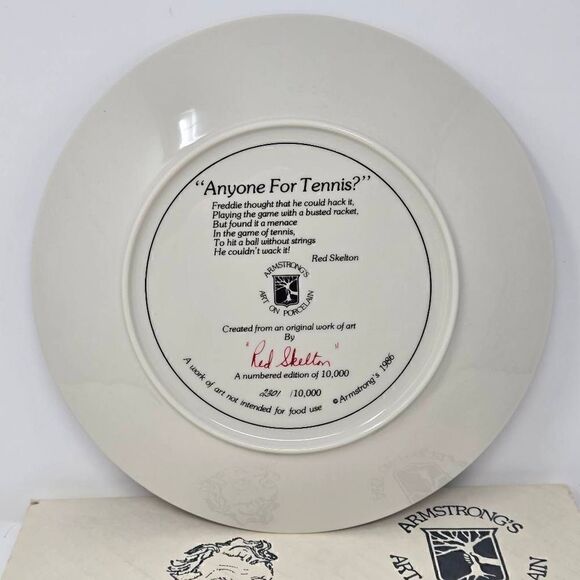 "Anyone For Tennis?"
Freddie thought that he could hack it,
Playing the game with a busted racket,
But found it a menace
In the game of tennis,
To hit a ball without strings
He couldn't wack it!
Red Skelton
ARMSTRONG'S
ART ON PORCELAIN
Created from an original work of art
By
"Red Skelton"
A numbered edition of 10,000
2301 /10,000
A work of art not intended for food use
© Armstrong's 1986
ARMSTRONG'S
ART